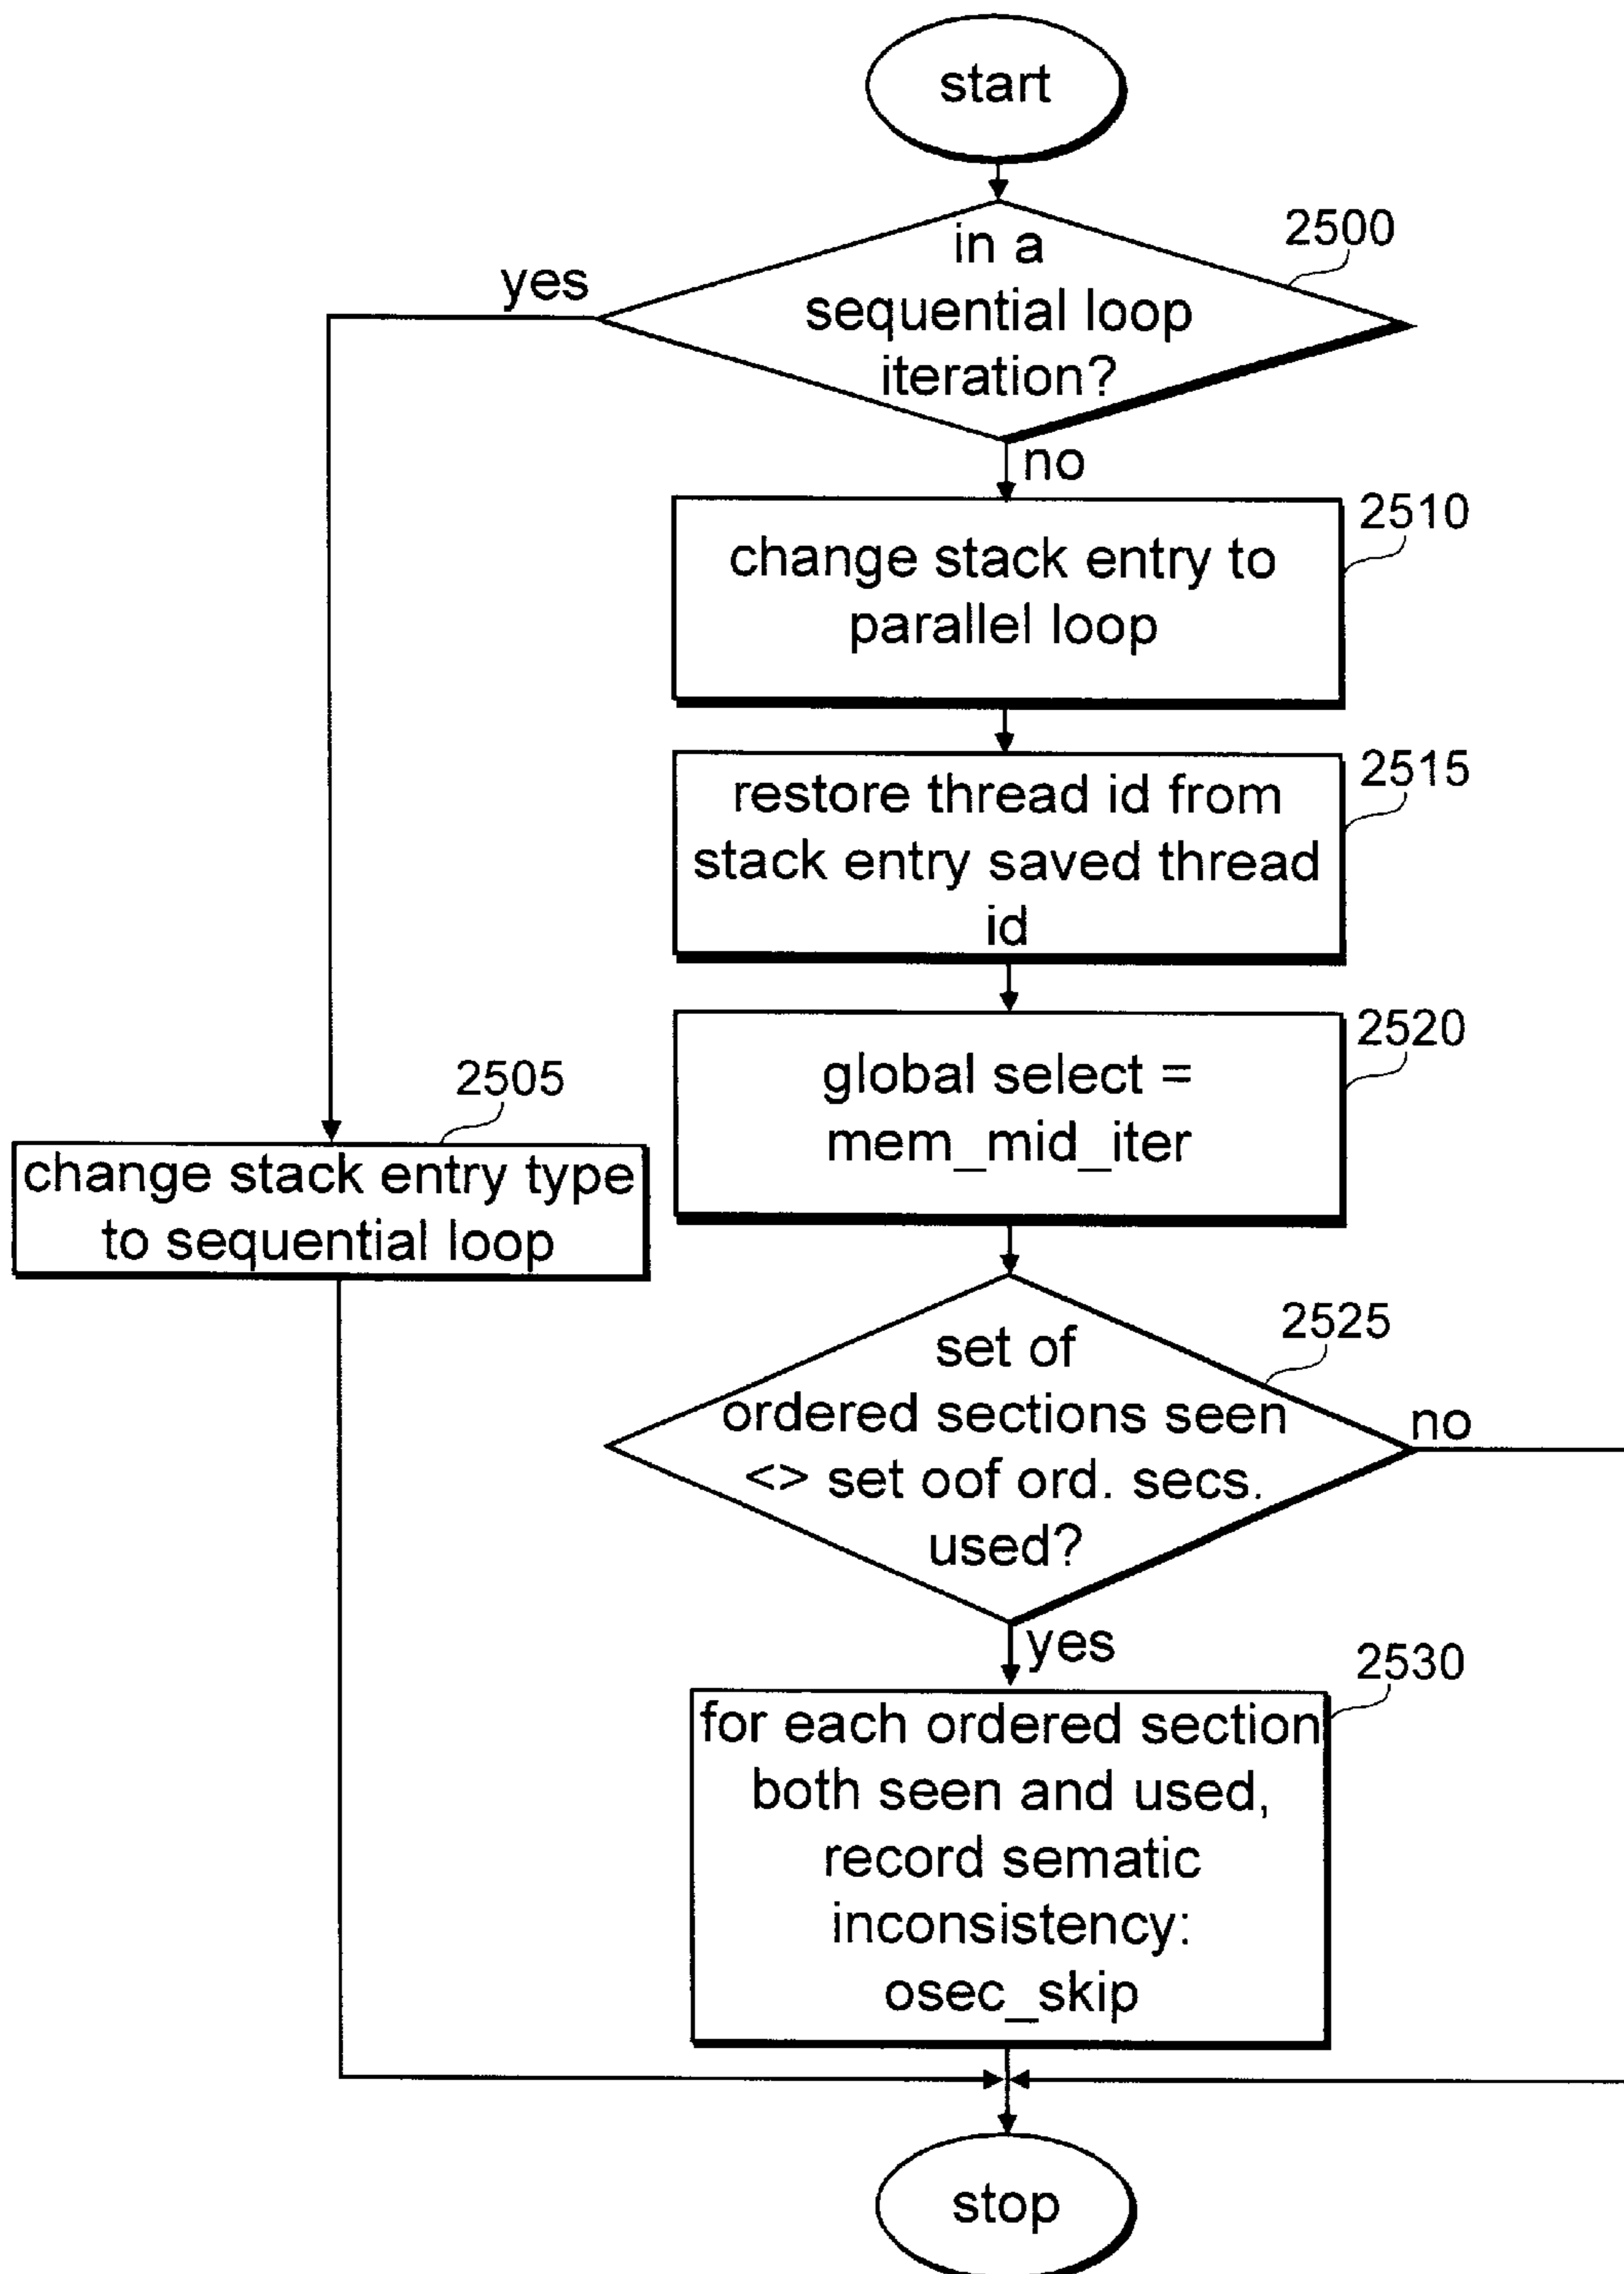 start
2500
in a
sequential loop
iteration?
yes
no
2510
change stack entry to
parallel loop
2515
restore thread id from
stack entry saved thread
id
2520
global select =
mem_mid_iter
2505
change stack entry type
to sequential loop
2525
set of
ordered sections seen
<> set oof ord. secs.
used?
no
yes
2530
for each ordered section
both seen and used,
record sematic
inconsistency:
osec_skip
stop